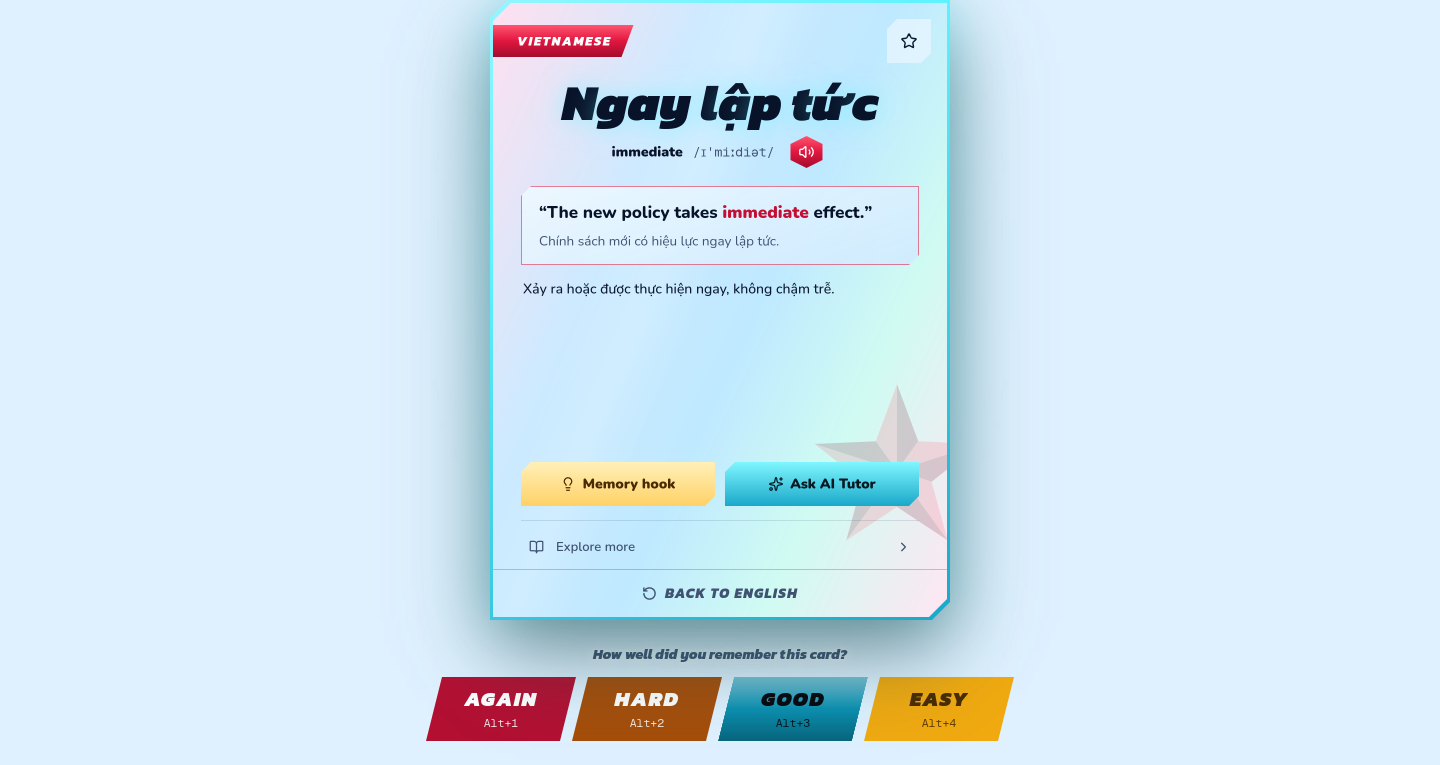 VIETNAMESE
Ngay lập tức
immediate /ɪˈmiːdiət/
“The new policy takes immediate effect.”
Chính sách mới có hiệu lực ngay lập tức.
Xảy ra hoặc được thực hiện ngay, không chậm trễ.
Memory hook
Ask AI Tutor
Explore more
BACK TO ENGLISH
How well did you remember this card?
AGAIN
Alt+1
HARD
Alt+2
GOOD
Alt+3
EASY
Alt+4